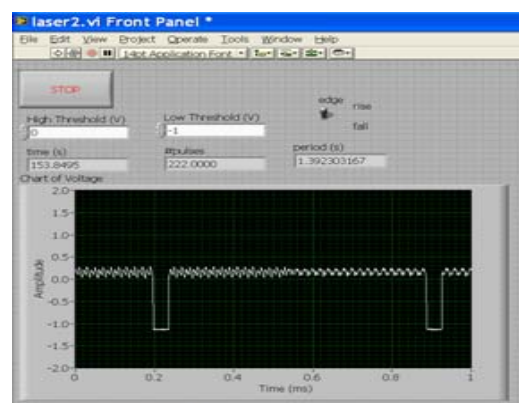 laser2.vi Front Panel *
File Edit View Project Operate Tools Window Help
14pt Application Font
STOP
edge rise
fall
High Threshold (V) Low Threshold (V)
0 -1
time (s) #pulses period (s)
153.8495 222.0000 1.392303167
Chart of Voltage
2.0
1.5
1.0
0.5
0.0
-0.5
-1.0
-1.5
-2.0
Amplitude
0 0.2 0.4 0.6 0.8 1
Time (ms)